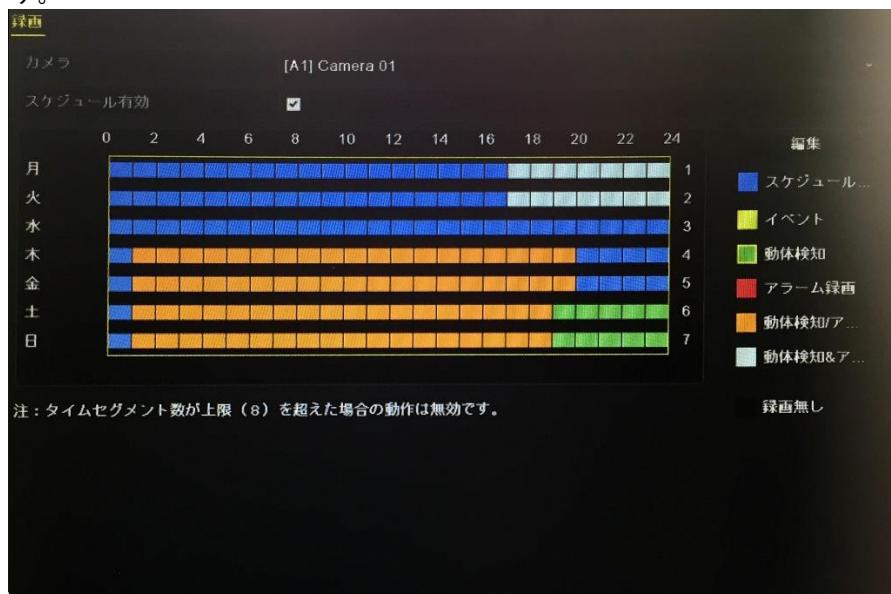 す。
録画
カメラ [A1] Camera 01
スケジュール有効
0 2 4 6 8 10 12 14 16 18 20 22 24 編集
月 1 スケジュール...
火 2 イベント
水 3
木 4 動体検知
金 5 アラーム録画
土 6 動体検知/ア...
日 7 動体検知&ア...
注:タイムセグメント数が上限(8)を超えた場合の動作は無効です。 録画無し